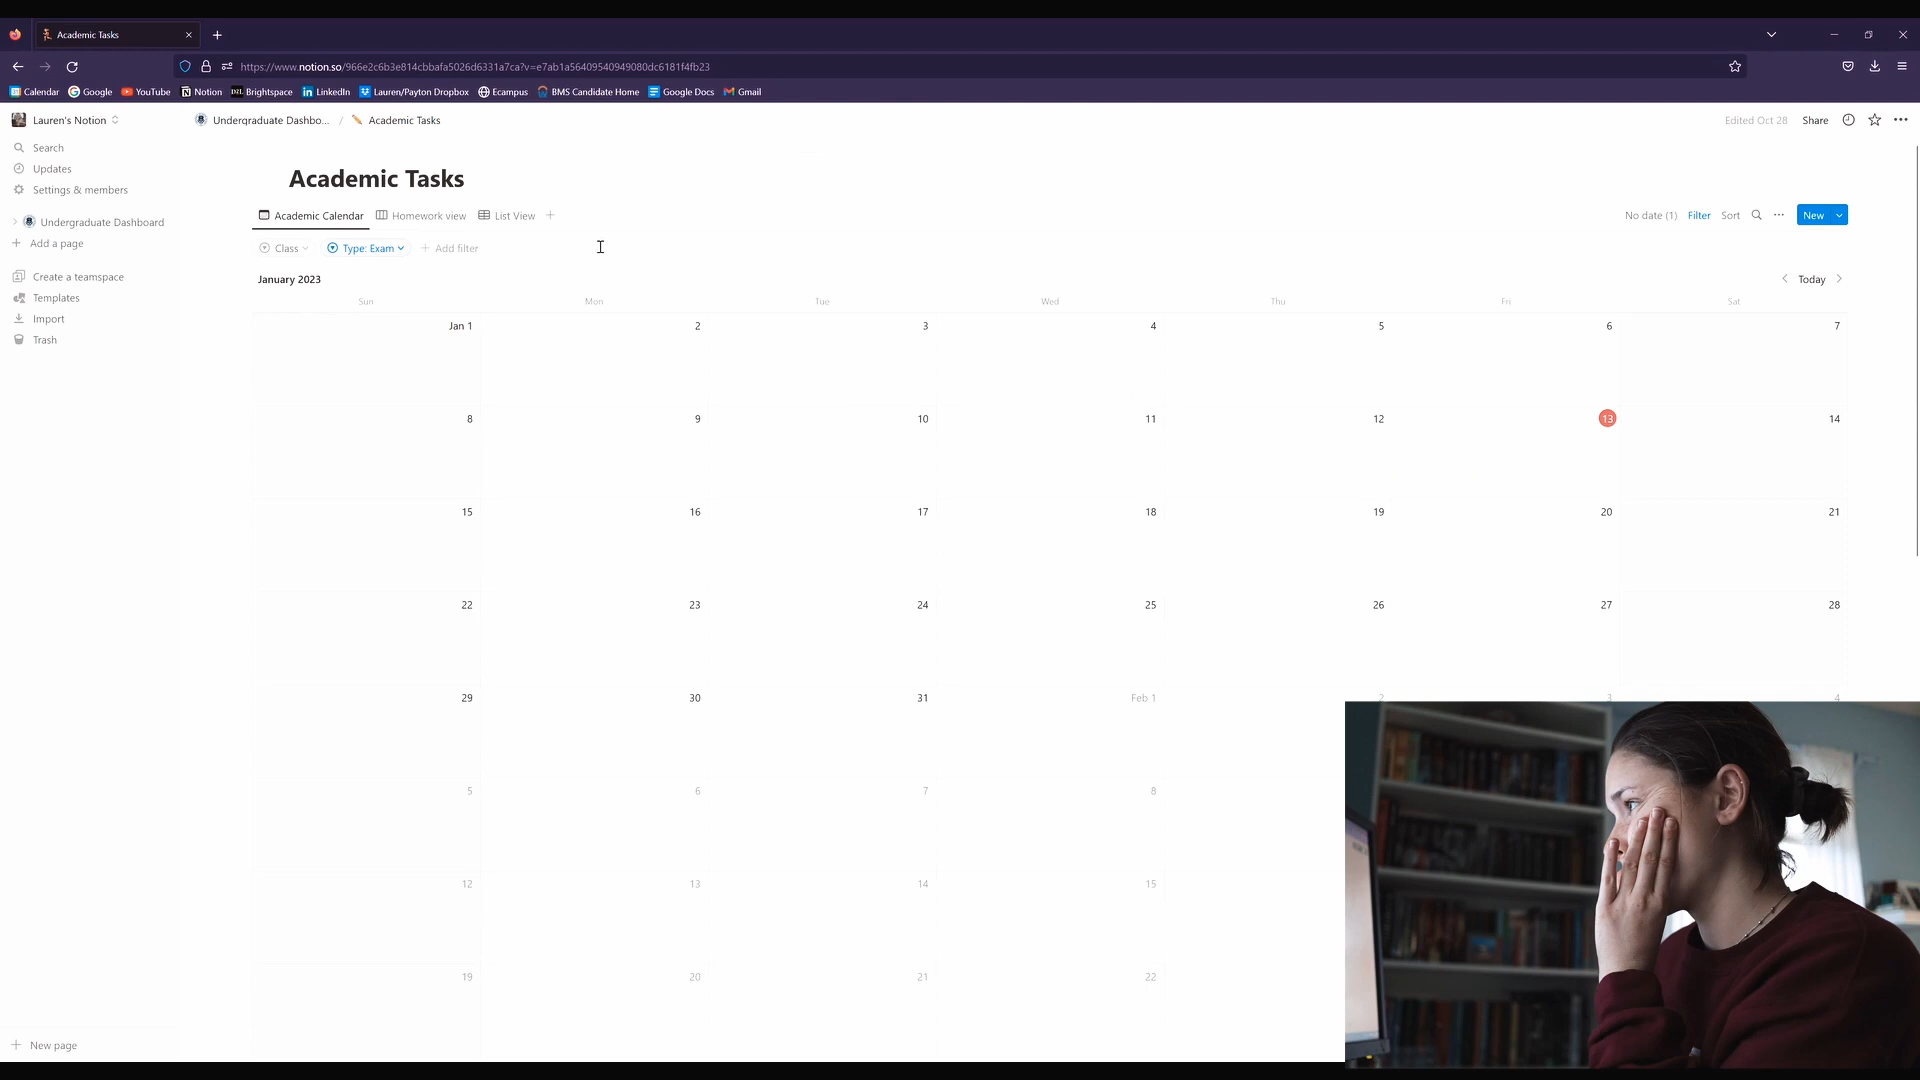 Academic Tasks
https://www.notion.so/966e2c6b3e814cbbafa5026d6331a7ca?v=e7ab1a56409540949080dc6181f4fb23
Calendar Google YouTube Notion D2L Brightspace LinkedIn Lauren/Payton Dropbox Ecampus BMS Candidate Home Google Docs Gmail
Lauren's Notion
Undergraduate Dashbo... / Academic Tasks
Edited Oct 28 Share
Search
Updates
Settings & members
Undergraduate Dashboard
Add a page
Create a teamspace
Templates
Import
Trash
New page
Academic Tasks
Academic Calendar Homework view List View
No date (1) Filter Sort New
Class Type: Exam Add filter
January 2023
Today
Sun Mon Tue Wed Thu Fri Sat
Jan 1 2 3 4 5 6 7
8 9 10 11 12 13 14
15 16 17 18 19 20 21
22 23 24 25 26 27 28
29 30 31 Feb 1 2 3 4
5 6 7 8
12 13 14 15
19 20 21 22